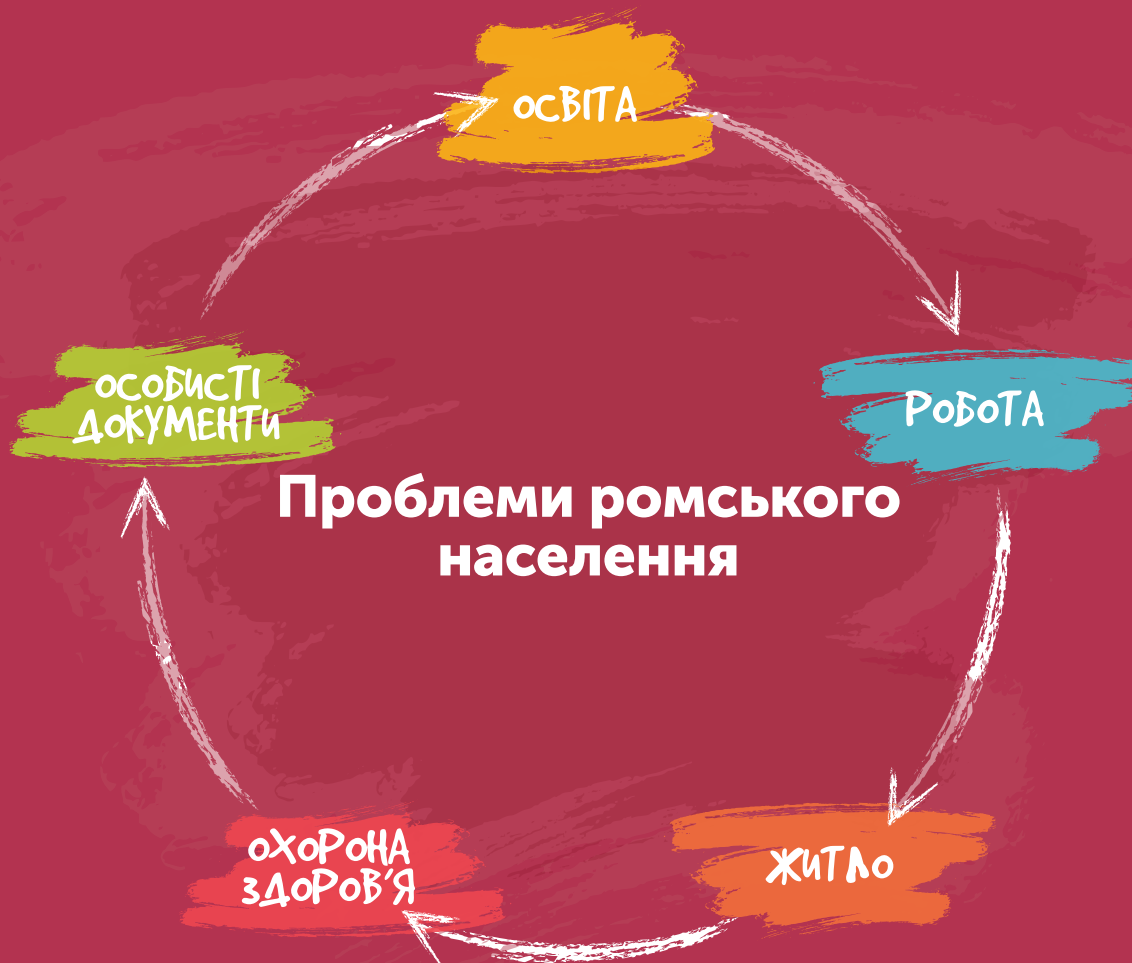 ОСВІТА
РОБОТА
ОСОБИСТІ
ДОКУМЕНТИ
Проблеми ромського
населення
ЖИТЛО
ОХОРОНА
ЗДОРОВ'Я